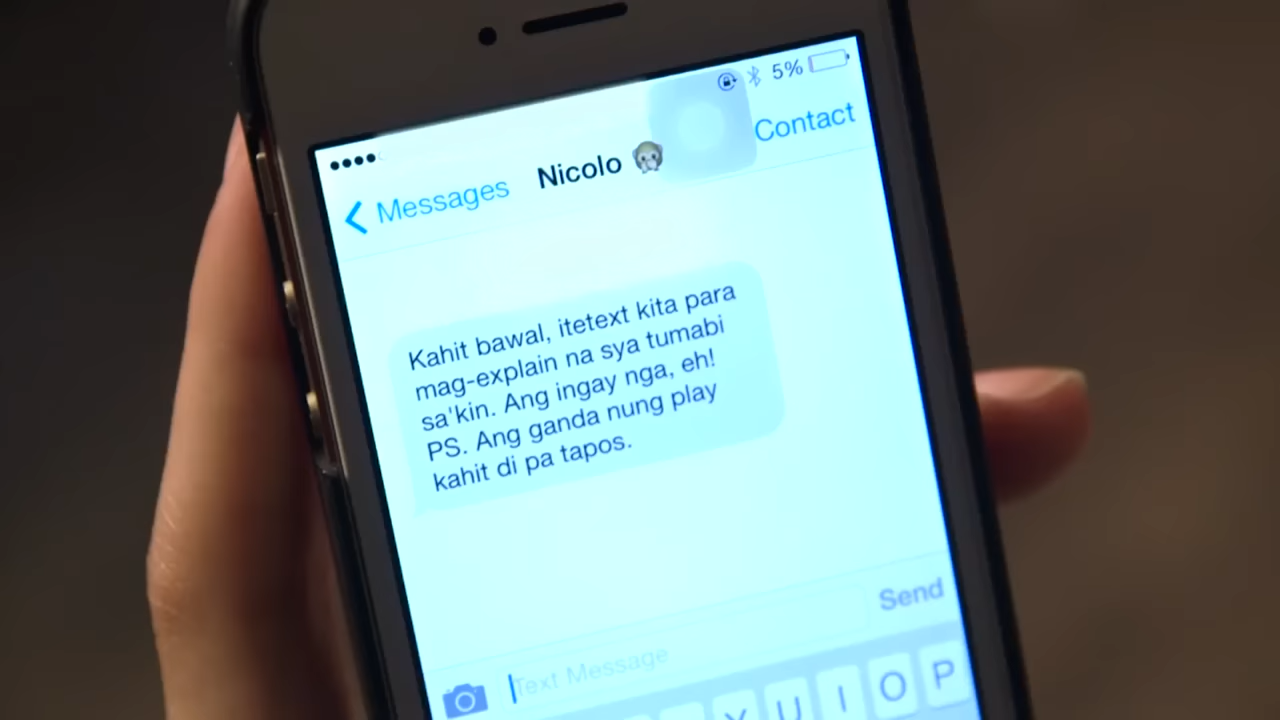 5%
Messages
Nicolo
Contact
Kahit bawal, itetext kita para
mag-explain na sya tumabi
sa'kin. Ang ingay nga, eh!
PS. Ang ganda nung play
kahit di pa tapos.
Text Message
Send
Y U I O P